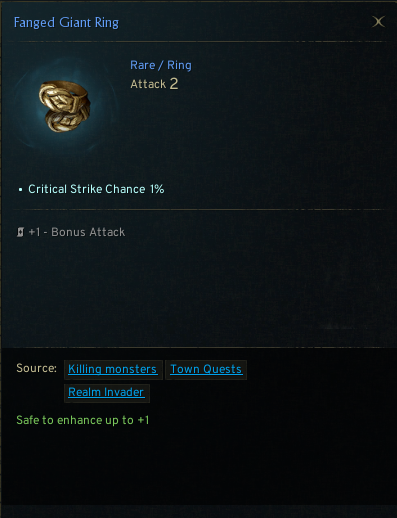 Fanged Giant Ring
Rare / Ring
Attack 2
• Critical Strike Chance 1%
+1 - Bonus Attack
Source: Killing monsters Town Quests
Realm Invader
Safe to enhance up to +1